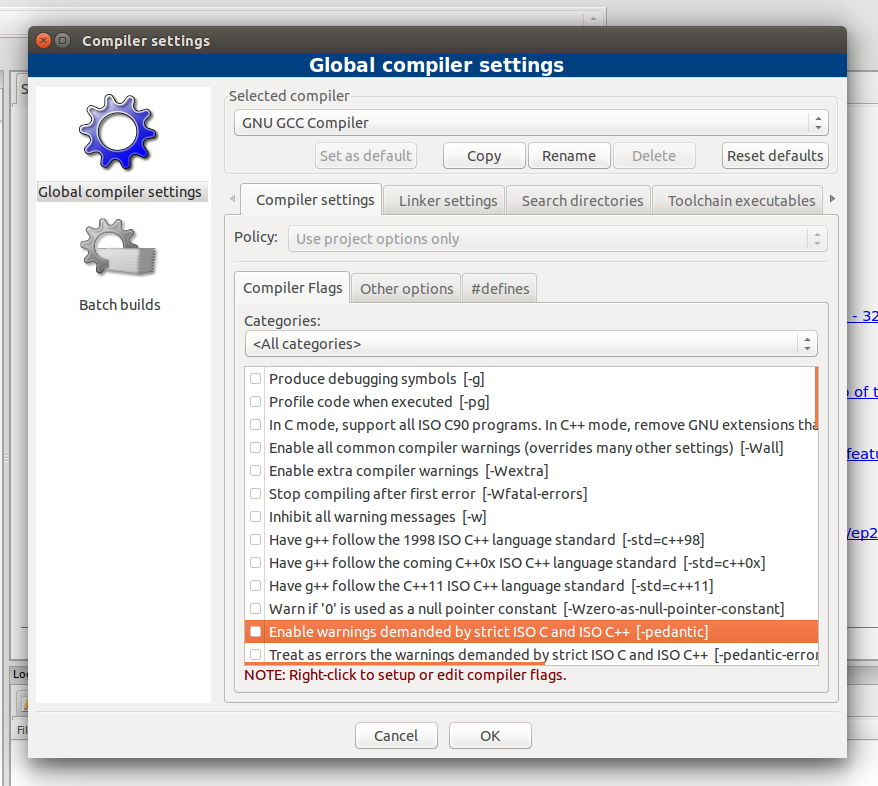 Compiler settings
Global compiler settings
Selected compiler
GNU GCC Compiler
Set as default Copy Rename Delete Reset defaults
Global compiler settings
Batch builds
Compiler settings Linker settings Search directories Toolchain executables
Policy: Use project options only
Compiler Flags Other options #defines
Categories:
<All categories>
Produce debugging symbols [-g]
Profile code when executed [-pg]
In C mode, support all ISO C90 programs. In C++ mode, remove GNU extensions tha
Enable all common compiler warnings (overrides many other settings) [-Wall]
Enable extra compiler warnings [-Wextra]
Stop compiling after first error [-Wfatal-errors]
Inhibit all warning messages [-w]
Have g++ follow the 1998 ISO C++ language standard [-std=c++98]
Have g++ follow the coming C++0x ISO C++ language standard [-std=c++0x]
Have g++ follow the C++11 ISO C++ language standard [-std=c++11]
Warn if '0' is used as a null pointer constant [-Wzero-as-null-pointer-constant]
Enable warnings demanded by strict ISO C and ISO C++ [-pedantic]
Treat as errors the warnings demanded by strict ISO C and ISO C++ [-pedantic-error
NOTE: Right-click to setup or edit compiler flags.
Cancel OK
- 32
of t
featu
/ep2
Lo
Fil